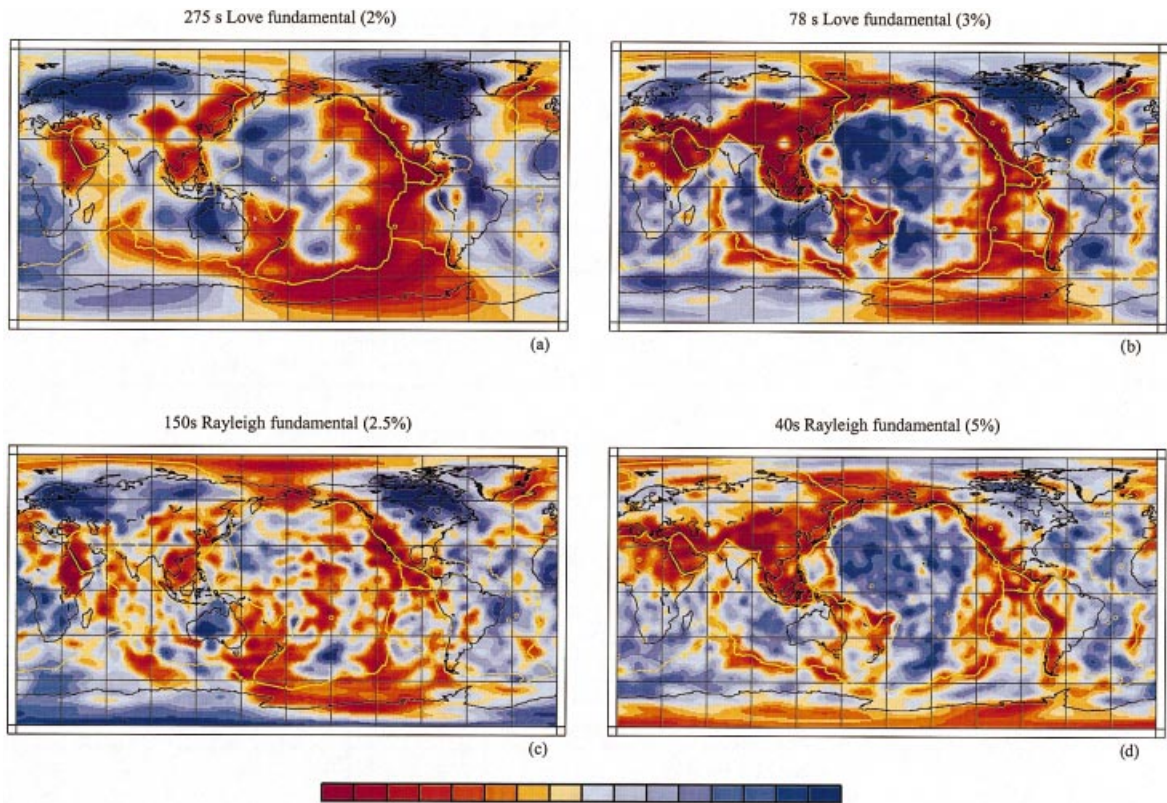 275 s Love fundamental (2%)
78 s Love fundamental (3%)
(a)
(b)
150s Rayleigh fundamental (2.5%)
40s Rayleigh fundamental (5%)
(c)
(d)